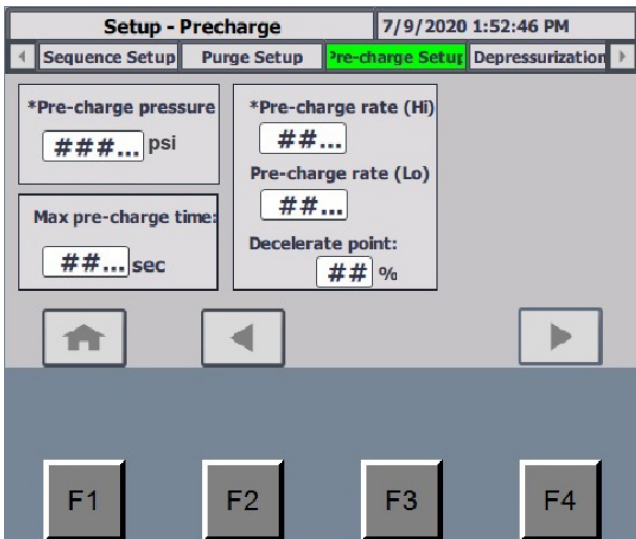 Setup - Precharge
7/9/2020 1:52:46 PM
Sequence Setup
Purge Setup
Pre-charge Setup
Depressurization
*Pre-charge pressure
###... psi
Max pre-charge time:
##... sec
*Pre-charge rate (Hi)
##...
Pre-charge rate (Lo)
##...
Decelerate point:
## %
F1
F2
F3
F4